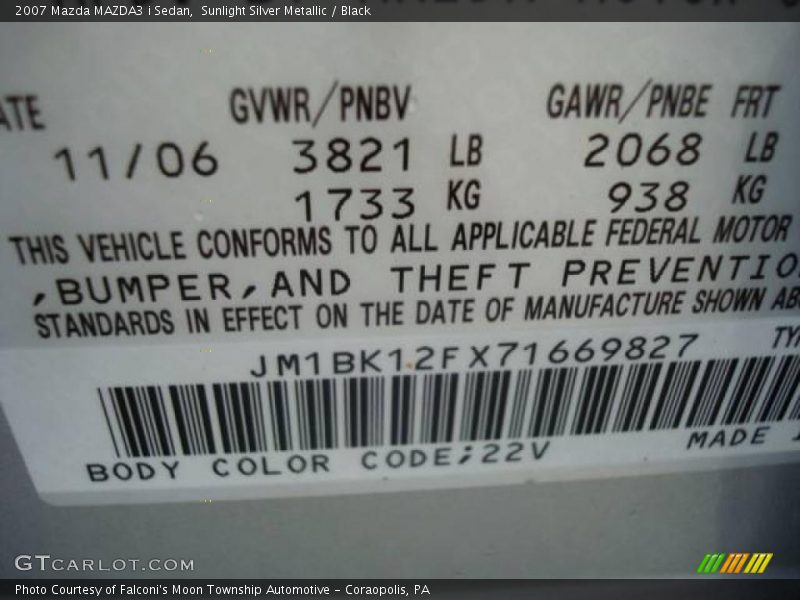 2007 Mazda MAZDA3 i Sedan, Sunlight Silver Metallic / Black
ATE GVWR/PNBV GAWR/PNBE FRT
11/06 3821 LB 2068 LB
1733 KG 938 KG
THIS VEHICLE CONFORMS TO ALL APPLICABLE FEDERAL MOTOR
,BUMPER,AND THEFT PREVENTIO
STANDARDS IN EFFECT ON THE DATE OF MANUFACTURE SHOWN AB
JM1BK12FX71669827 TY
BODY COLOR CODE;22V MADE
GTCARLOT.COM
Photo Courtesy of Falconi's Moon Township Automotive – Coraopolis, PA